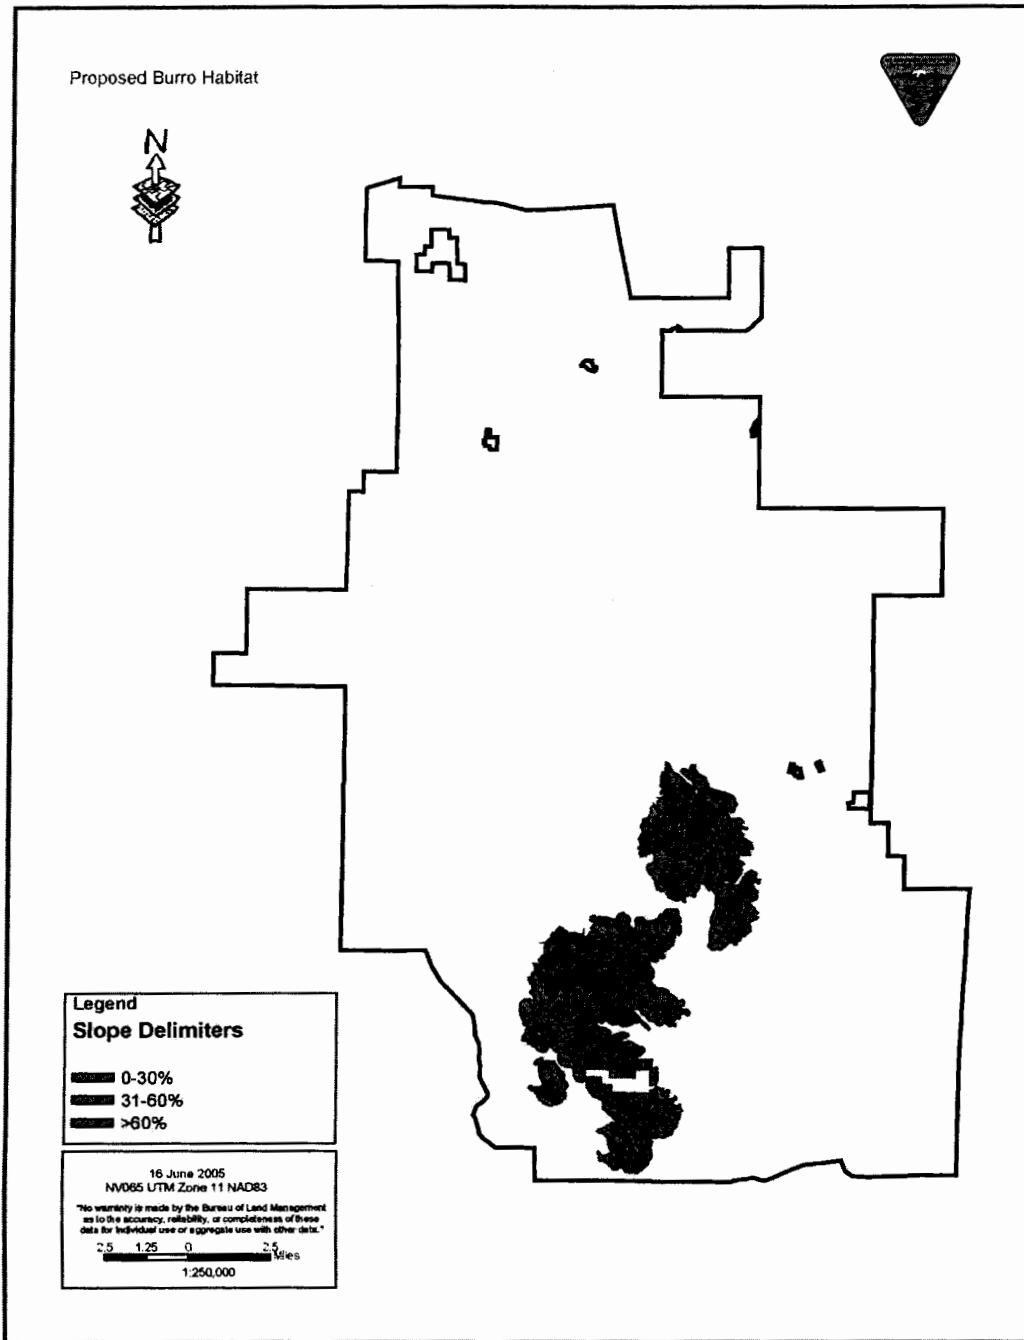 Proposed Burro Habitat
N
Legend
Slope Delimiters
0-30%
31-60%
>60%
16 June 2005
NV065 UTM Zone 11 NAD83
"No warranty is made by the Bureau of Land Management
as to the accuracy, reliability, or completeness of these
data for individual use or aggregate use with other data."
2.5 1.25 0 2.5
Miles
1:250,000